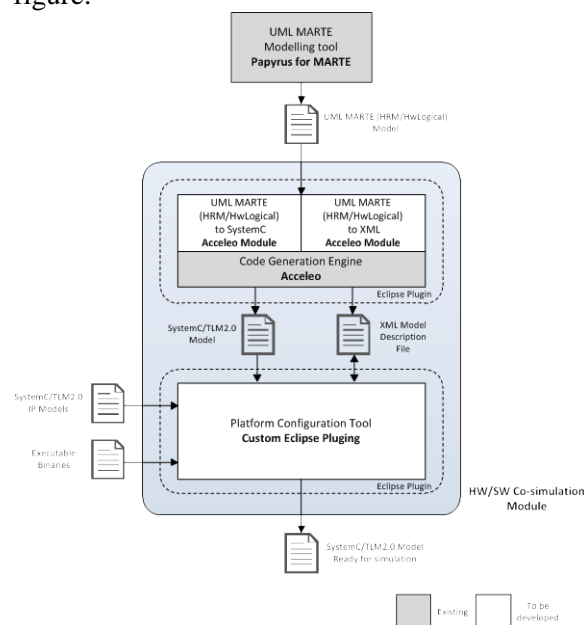 figure.
UML MARTE
Modelling tool
Papyrus for MARTE
UML MARTE (HRM/HwLogical)
Model
UML MARTE
(HRM/HwLogical)
to SystemC
Acceleo Module
UML MARTE
(HRM/HwLogical)
to XML
Acceleo Module
Code Generation Engine
Acceleo
Eclipse Plugin
SystemC/TLM2.0
Model
XML Model
Description
File
SystemC/TLM2.0
IP Models
Executable
Binaries
Platform Configuration Tool
Custom Eclipse Pluging
Eclipse Plugin
HW/SW Co-simulation
Module
SystemC/TLM2.0 Model
Ready for simulation
Existing
To be
developed